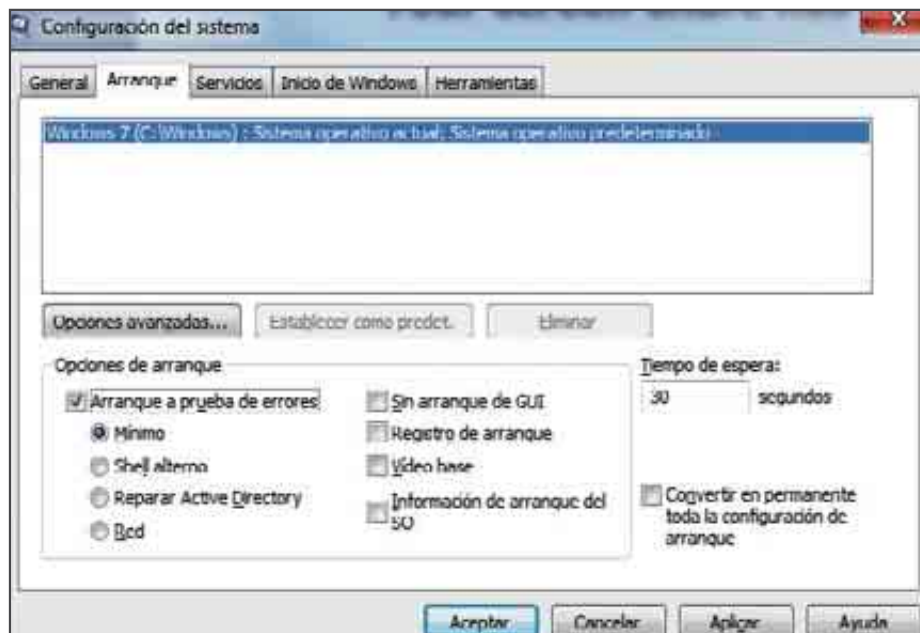 Configuración del sistema
General Arranque Servicios Inicio de Windows Herramientas
Windows 7 (C:\Windows) : Sistema operativo actual; Sistema operativo predeterminado
Opciones avanzadas... Establecer como predet. Eliminar
Opciones de arranque
Tiempo de espera:
Arranque a prueba de errores Sin arranque de GUI 30 segundos
Mínimo Registro de arranque
Shell alterno Vídeo base
Reparar Active Directory Información de arranque del SO
Red
Convertir en permanente
toda la configuración de
arranque
Aceptar Cancelar Aplicar Ayuda